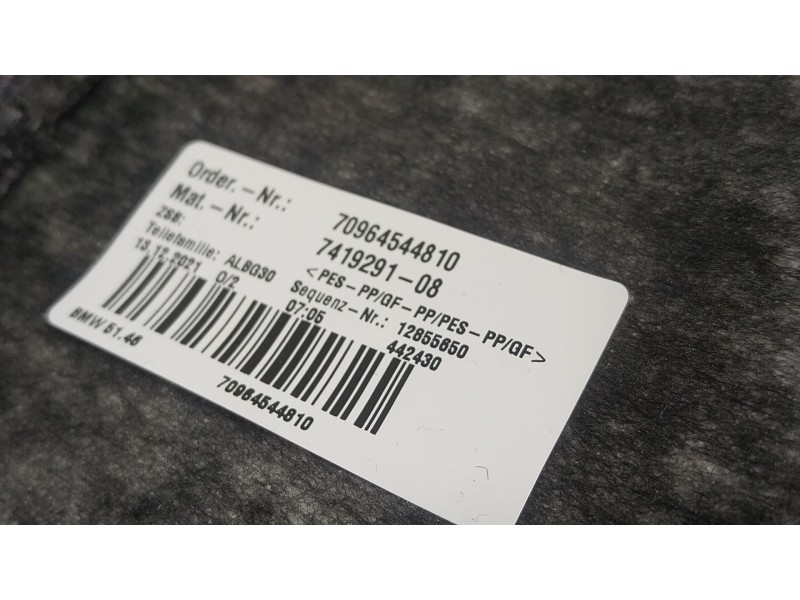 Order.-Nr.: 70964544810
Mat.-Nr.: 7419291-08
ZSB: <PES-PP/GF-PP/PES-PP/GF>
Teilefamilie: ALBG30 Sequenz-Nr.: 12855650
13.12.2021 0/2 07:05 442430
70964544810
BMW 51.46